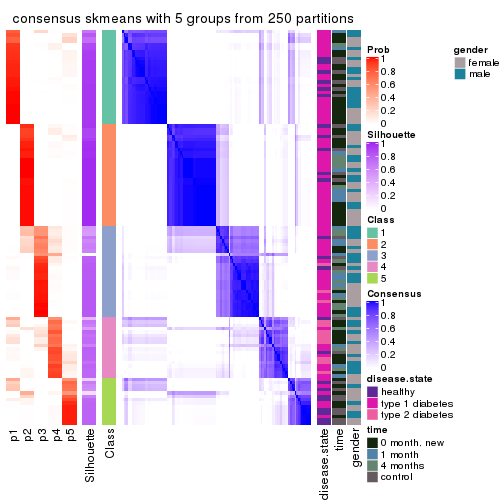 consensus skmeans with 5 groups from 250 partitions
Prob
1
0.8
0.6
0.4
0.2
0
gender
female
male
Silhouette
1
0.8
0.6
0.4
0.2
0
Class
1
2
3
4
5
Consensus
1
0.8
0.6
0.4
0.2
0
disease.state
healthy
type 1 diabetes
type 2 diabetes
time
0 month. new
1 month
4 months
control
p1
p2
p3
p4
p5
Silhouette
Class
disease.state
time
gender